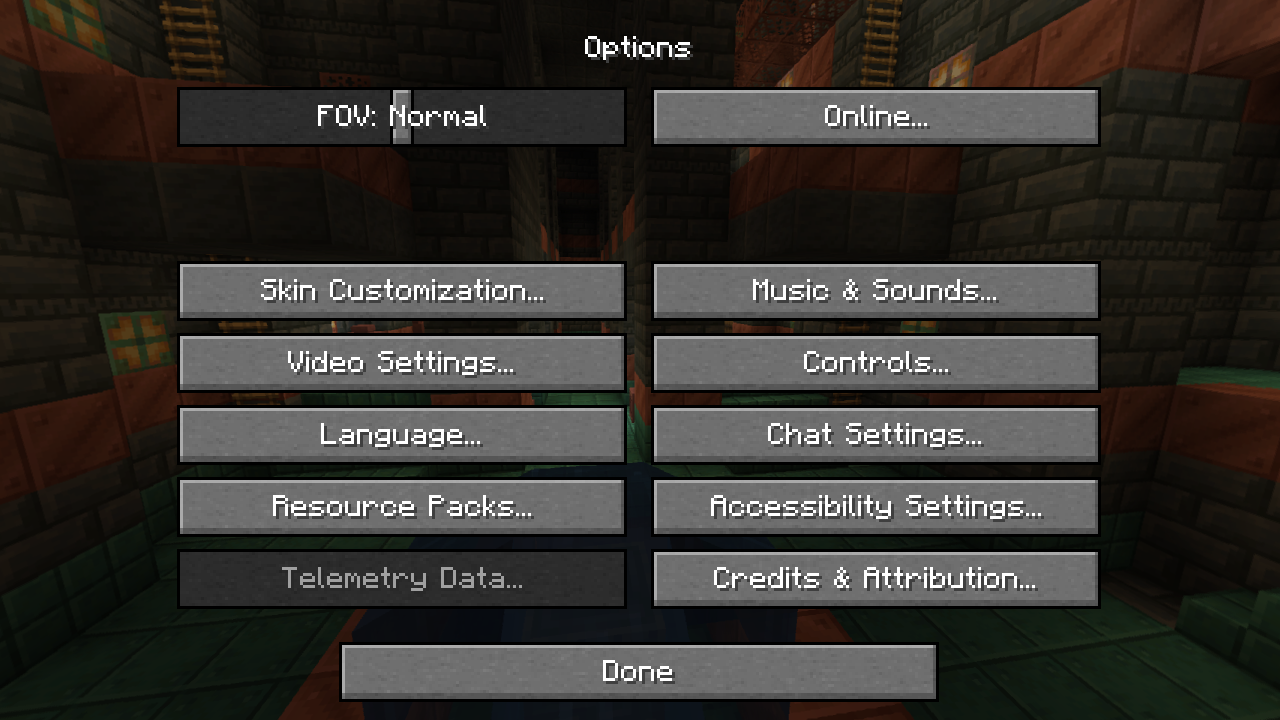 Options
FOV: Normal
Online...
Skin Customization...
Music & Sounds...
Video Settings...
Controls...
Language...
Chat Settings...
Resource Packs...
Accessibility Settings...
Telemetry Data...
Credits & Attribution...
Done